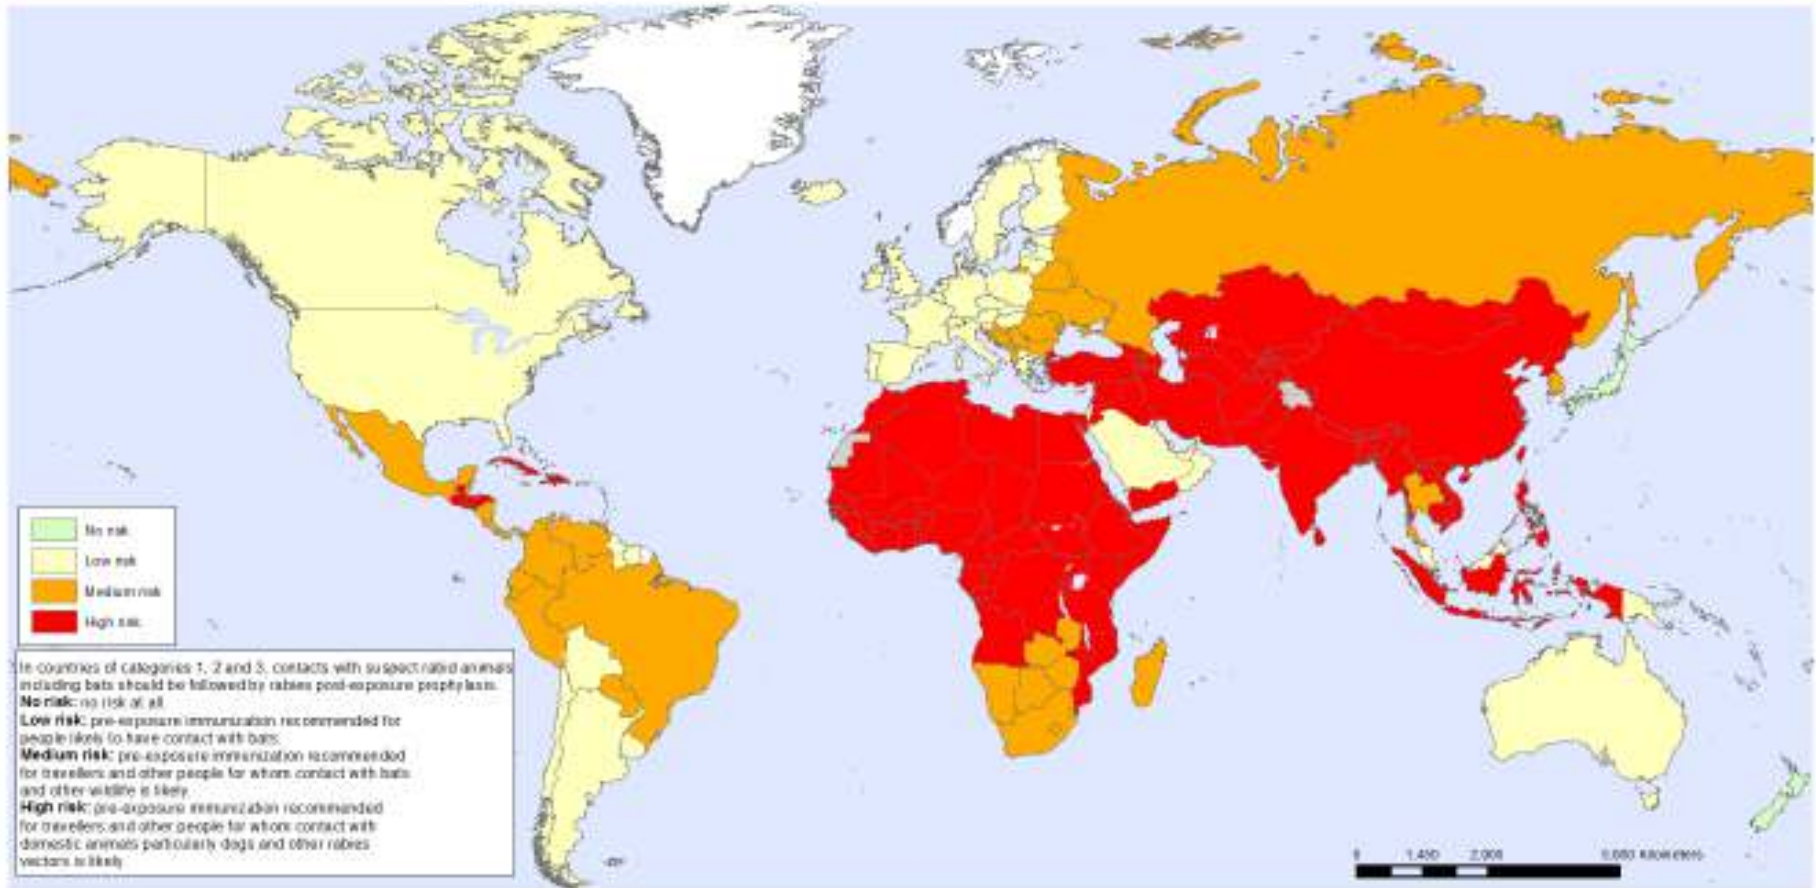 No risk
Low risk
Medium risk
High risk
In countries of categories 1, 2 and 3, contacts with suspect rabid animals
including bats should be followed by rabies post-exposure prophylaxis.
No risk: no risk at all
Low risk: pre-exposure immunization recommended for
people likely to have contact with bats.
Medium risk: pre-exposure immunization recommended
for travellers and other people for whom contact with bats
and other wildlife is likely
High risk: pre-exposure immunization recommended
for travellers and other people for whom contact with
domestic animals particularly dogs and other rabies
vectors is likely
0 Kilometers